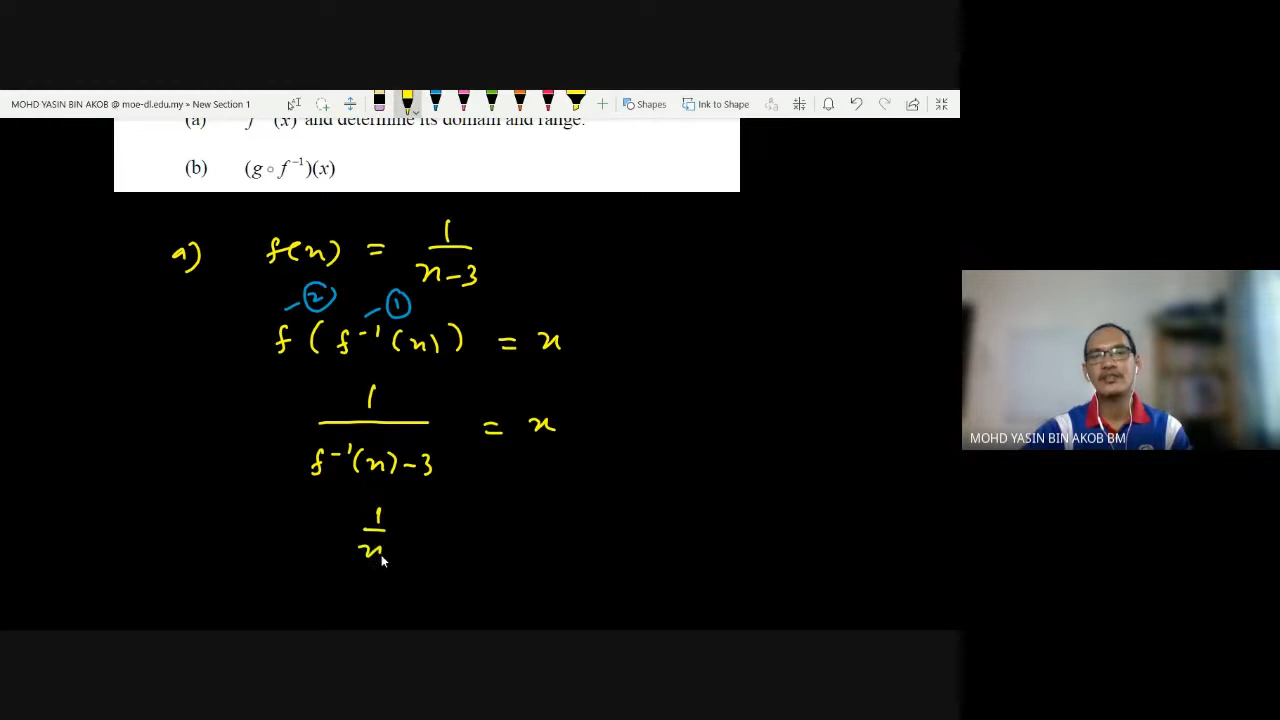 MOHD YASIN BIN AKOB @ moe-dl.edu.my » New Section 1
Shapes
Ink to Shape
(a) f (x) and determine its domain and range.
(b) (g ∘ f⁻¹)(x)
a) f(x) = 1/(x-3)
② ①
f(f⁻¹(x)) = x
1/(f⁻¹(x)-3) = x
1/x
MOHD YASIN BIN AKOB BM